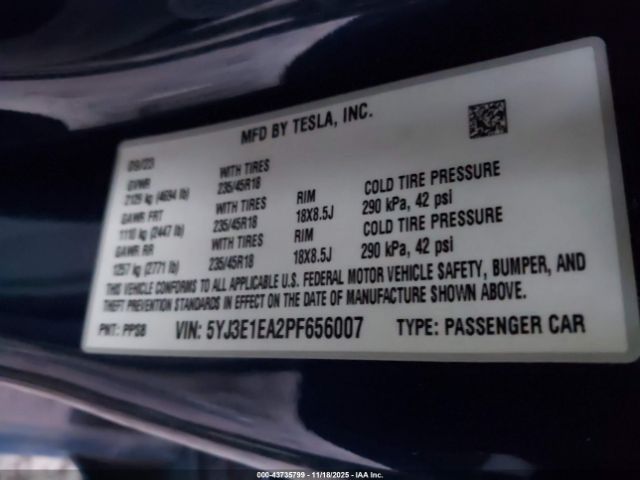 MFD BY TESLA, INC.
09/23
GVWR WITH TIRES
2129 kg (4694 lb) 235/45R18 RIM COLD TIRE PRESSURE
GAWR FRT WITH TIRES 18X8.5J 290 kPa, 42 psi
1110 kg (2447 lb) 235/45R18 RIM COLD TIRE PRESSURE
GAWR RR WITH TIRES 18X8.5J 290 kPa, 42 psi
1257 kg (2771 lb) 235/45R18
THIS VEHICLE CONFORMS TO ALL APPLICABLE U.S. FEDERAL MOTOR VEHICLE SAFETY, BUMPER, AND
THEFT PREVENTION STANDARDS IN EFFECT ON THE DATE OF MANUFACTURE SHOWN ABOVE.
PNT: PPSB VIN: 5YJ3E1EA2PF656007 TYPE: PASSENGER CAR
000-43735799 - 11/18/2025 - IAA Inc.